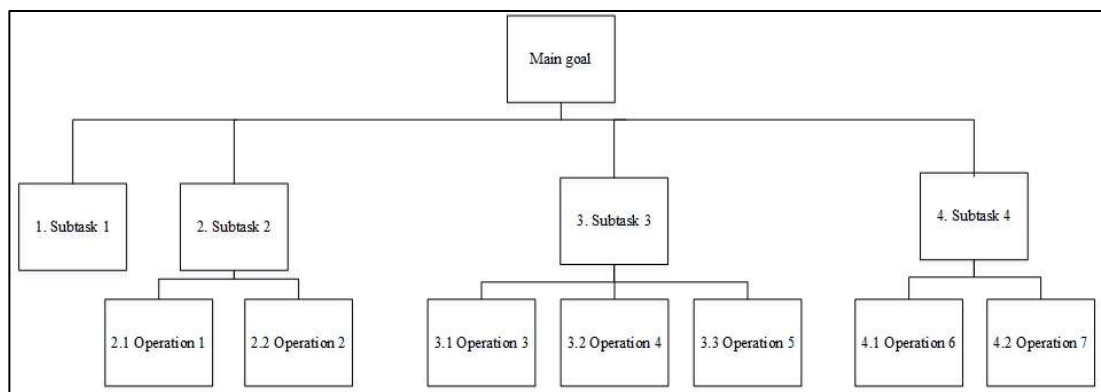 Main goal
1. Subtask 1
2. Subtask 2
3. Subtask 3
4. Subtask 4
2.1 Operation 1
2.2 Operation 2
3.1 Operation 3
3.2 Operation 4
3.3 Operation 5
4.1 Operation 6
4.2 Operation 7